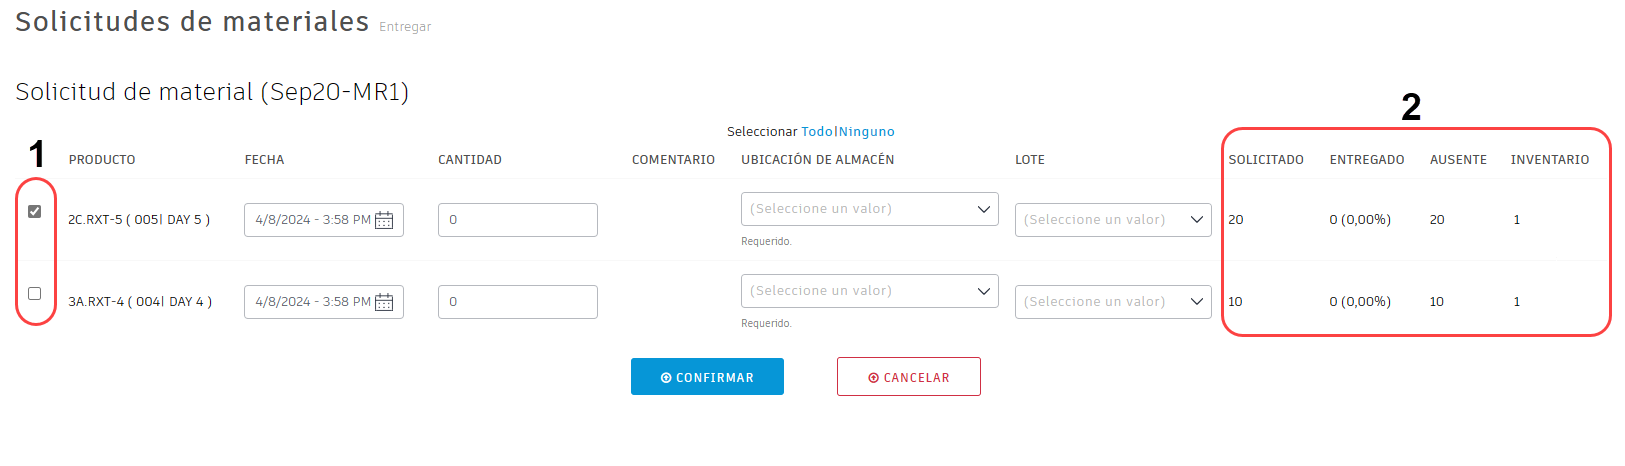 Solicitudes de materiales Entregar
Solicitud de material (Sep20-MR1)
2
Seleccionar Todo|Ninguno
1 PRODUCTO FECHA CANTIDAD COMENTARIO UBICACIÓN DE ALMACÉN LOTE SOLICITADO ENTREGADO AUSENTE INVENTARIO
2C.RXT-5 ( 005| DAY 5 ) 4/8/2024 - 3:58 PM 0 (Seleccione un valor) (Seleccione un valor) 20 0 (0,00%) 20 1
Requerido.
3A.RXT-4 ( 004| DAY 4 ) 4/8/2024 - 3:58 PM 0 (Seleccione un valor) (Seleccione un valor) 10 0 (0,00%) 10 1
Requerido.
CONFIRMAR CANCELAR